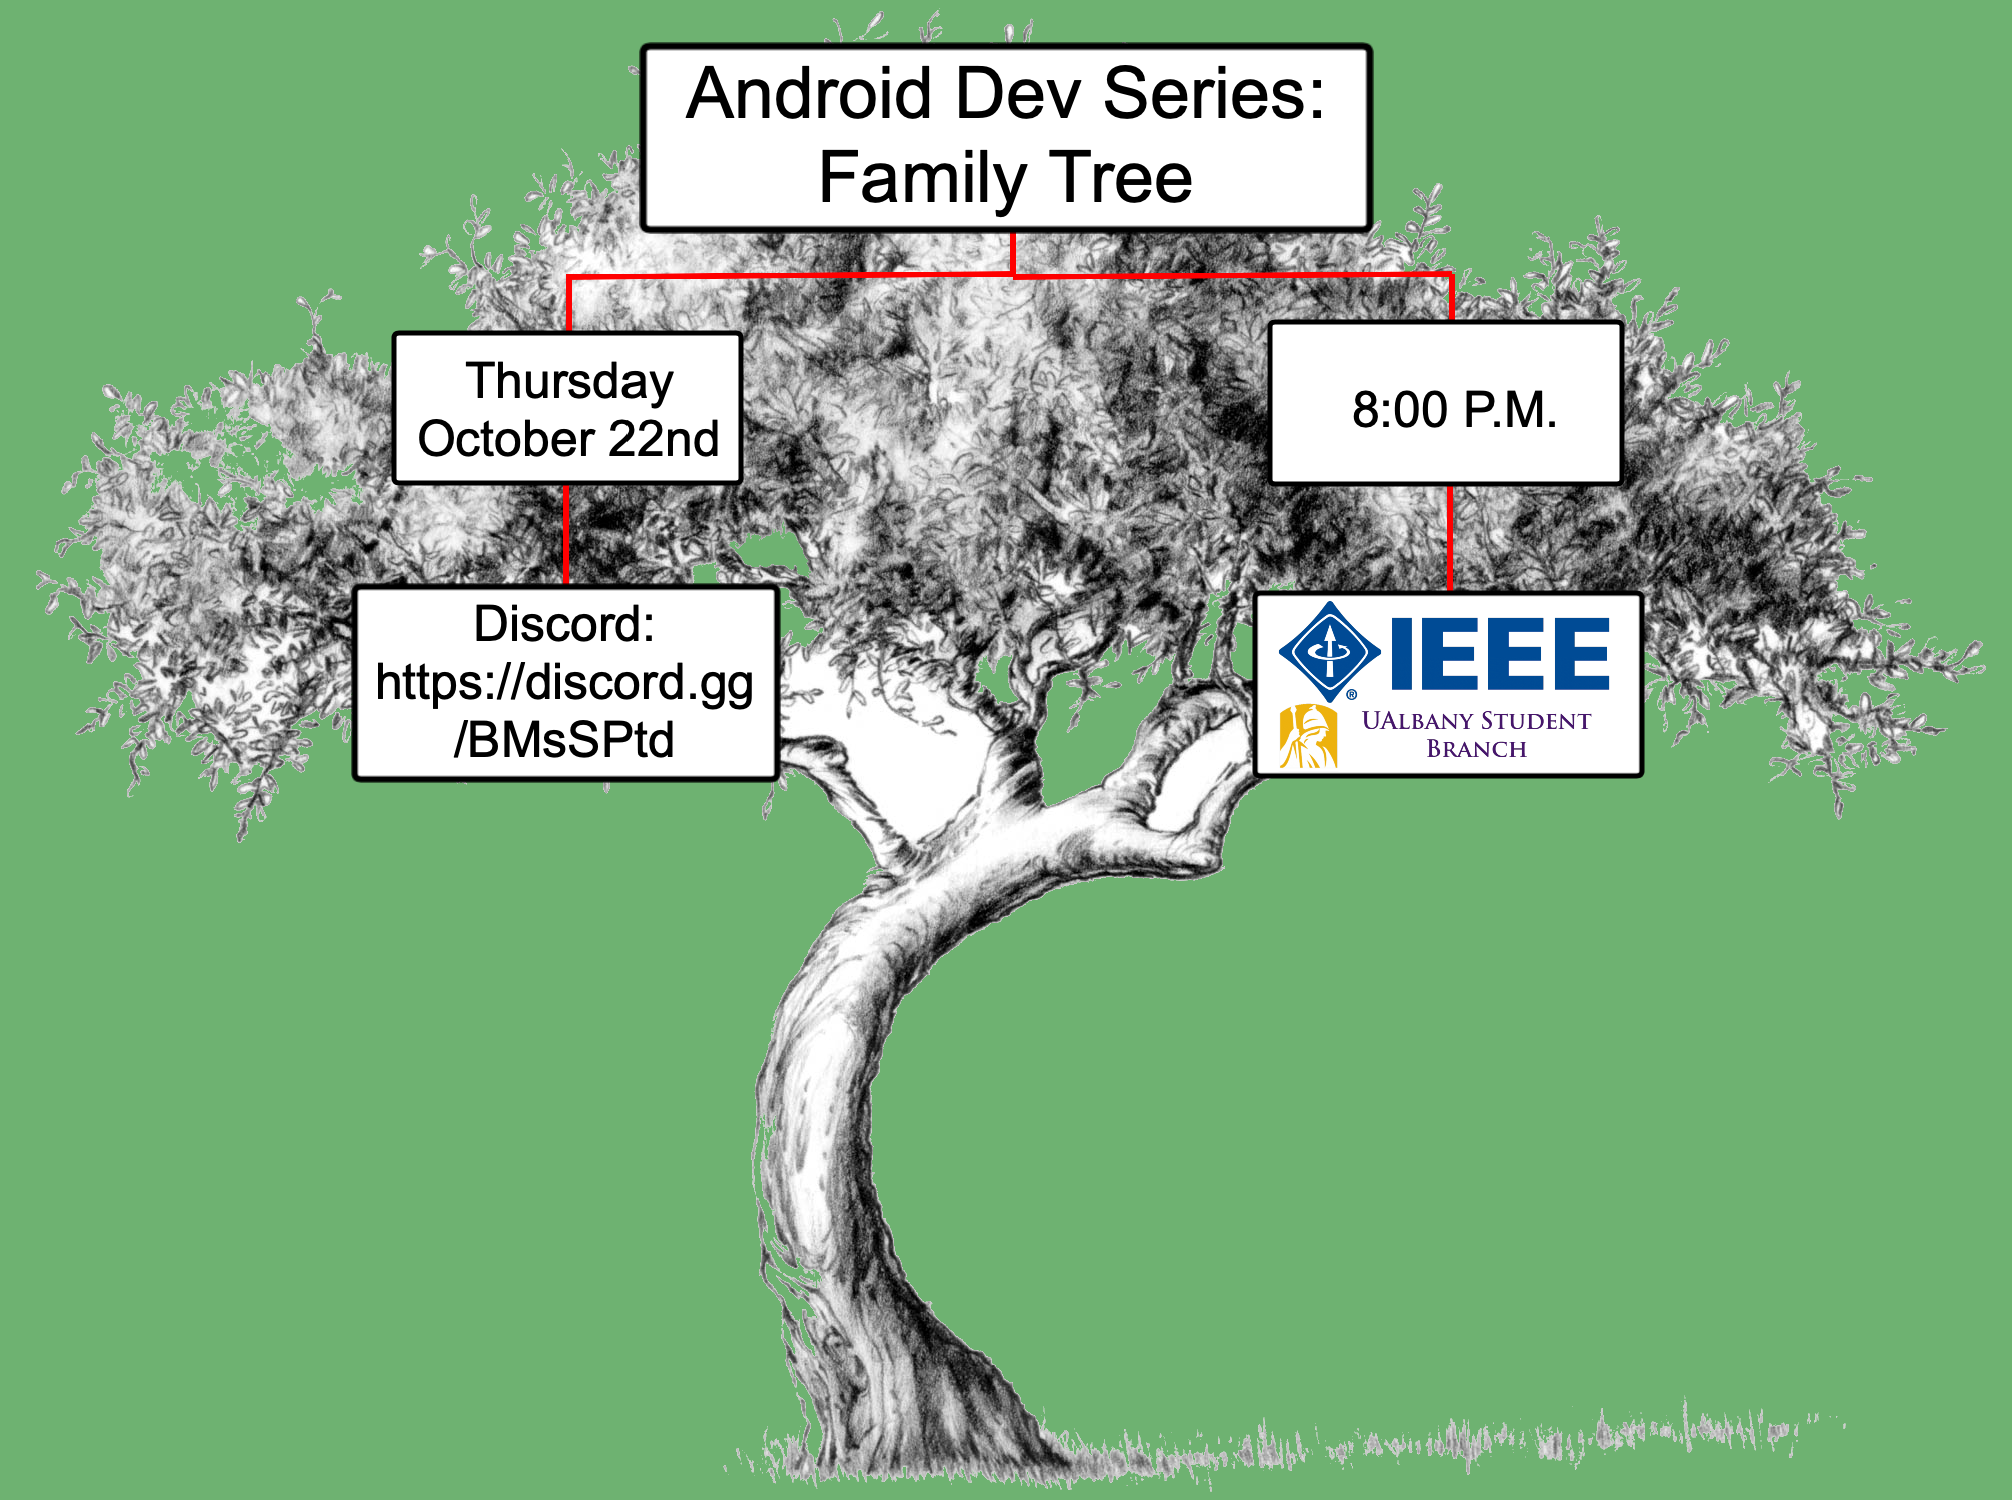 Android Dev Series:
Family Tree
Thursday
October 22nd
8:00 P.M.
Discord:
https://discord.gg
/BMsSPtd
IEEE
®
UALBANY STUDENT
BRANCH